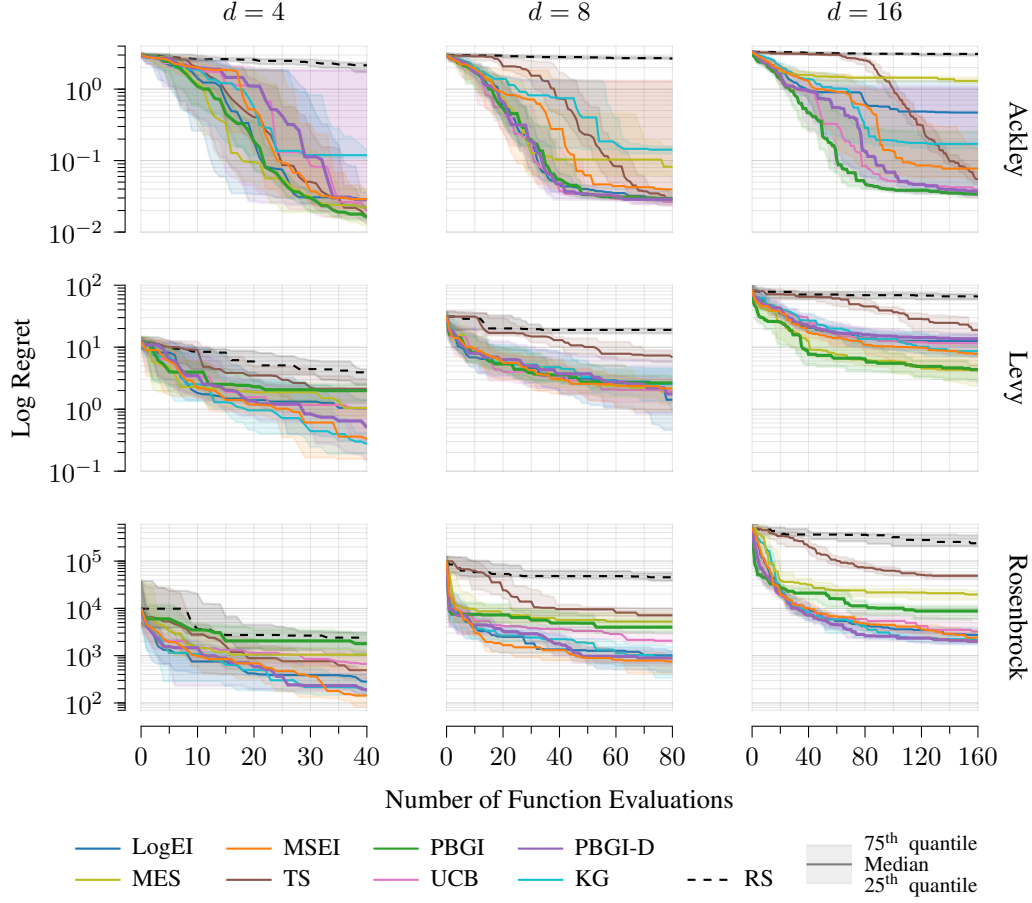 d = 4 d = 8 d = 16
10^0
10^−1
10^−2
Ackley
10^2
10^1
10^0
10^−1
Levy
Log Regret
10^5
10^4
10^3
10^2
Rosenbrock
0 10 20 30 40 0 20 40 60 80 0 40 80 120 160
Number of Function Evaluations
LogEI MSEI PBGI PBGI-D
MES TS UCB KG RS
75th quantile
Median
25th quantile